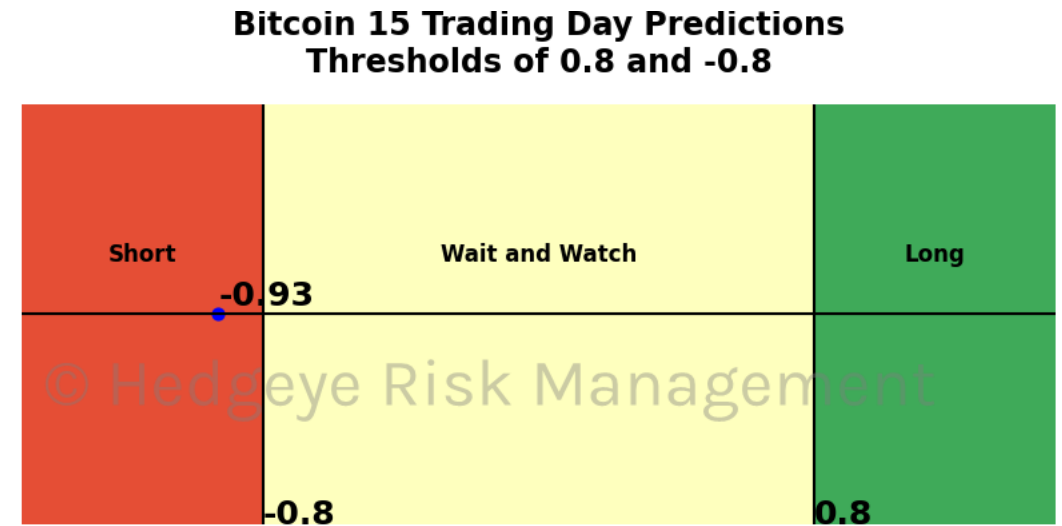 Bitcoin 15 Trading Day Predictions
Thresholds of 0.8 and -0.8
Short
Wait and Watch
Long
-0.93
© Hedgeye Risk Management
-0.8
0.8